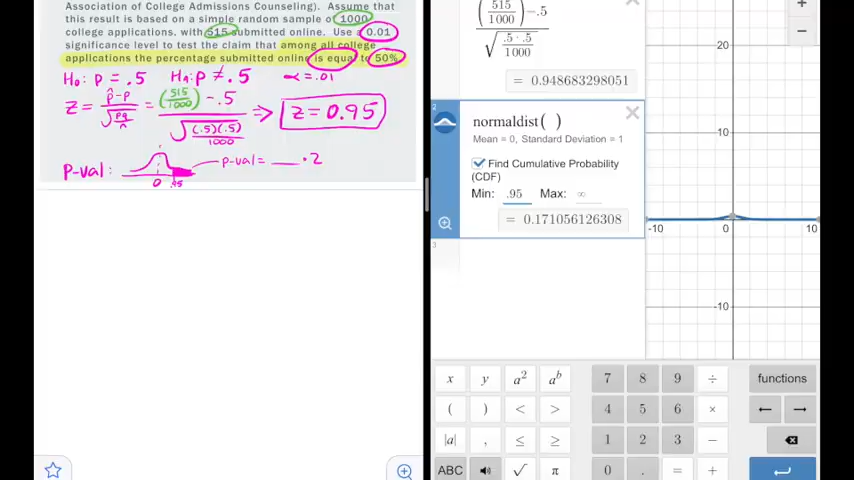 Association of College Admissions Counseling). Assume that
this result is based on a simple random sample of 1000
college applications, with 515 submitted online. Use a 0.01
significance level to test the claim that among all college
applications the percentage submitted online is equal to 50%.
H₀: p = .5 H₁: p ≠ .5 α = .01
z = p̂-p / √(pq/n) = (515/1000) - .5 / √((.5)(.5)/1000) => z = 0.95
P-val: p-val = ___ · 2
0 .95
(515/1000) - .5 / √(.5 · .5/1000)
= 0.948683298051
2
normaldist( )
Mean = 0, Standard Deviation = 1
Find Cumulative Probability
(CDF)
Min: .95 Max: ∞
= 0.171056126308
3
20
10
-10 0 10
-10
x y a² aᵇ 7 8 9 ÷ functions
( ) < > 4 5 6 × ← →
|a| , ≤ ≥ 1 2 3 −
ABC √ π 0 . = +